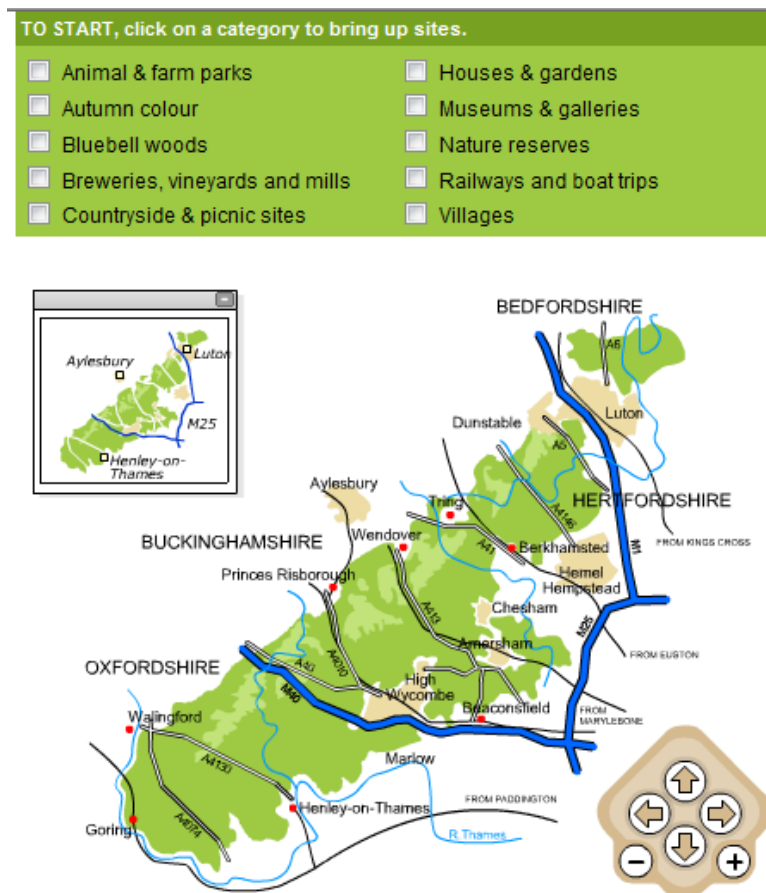 TO START, click on a category to bring up sites.
Animal & farm parks
Houses & gardens
Autumn colour
Museums & galleries
Bluebell woods
Nature reserves
Breweries, vineyards and mills
Railways and boat trips
Countryside & picnic sites
Villages
Aylesbury
Luton
M25
Henley-on-
Thames
BEDFORDSHIRE
A6
Luton
Dunstable
A5
Aylesbury
Tring
HERTFORDSHIRE
A4146
BUCKINGHAMSHIRE
Wendover
A41
Berkhamsted
FROM KINGS CROSS
M1
Princes Risborough
Hemel
Hempstead
Chesham
A413
M25
Amersham
FROM EUSTON
OXFORDSHIRE
A40
A4010
High
Wycombe
M40
Beaconsfield
FROM
MARYLEBONE
Walingford
Marlow
A4130
Henley-on-Thames
FROM PADDINGTON
Goring
A4074
R.Thames